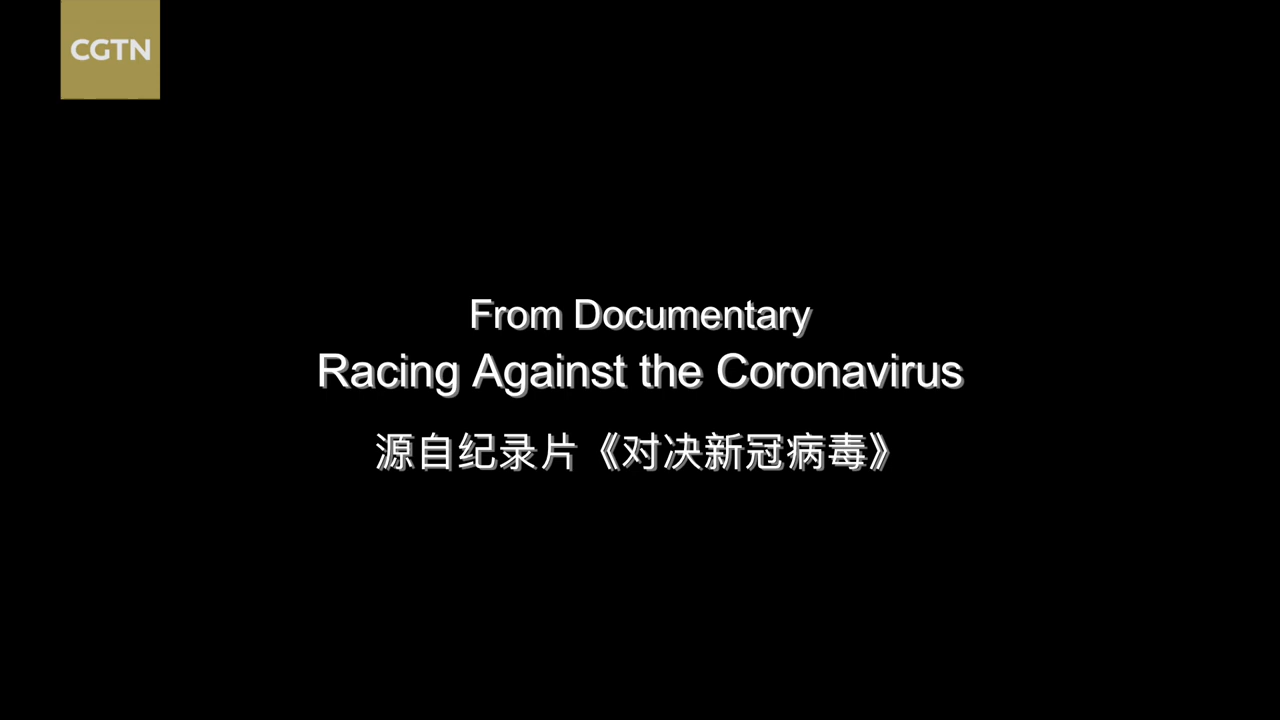 CGTN
From Documentary
Racing Against the Coronavirus
源自纪录片《对决新冠病毒》